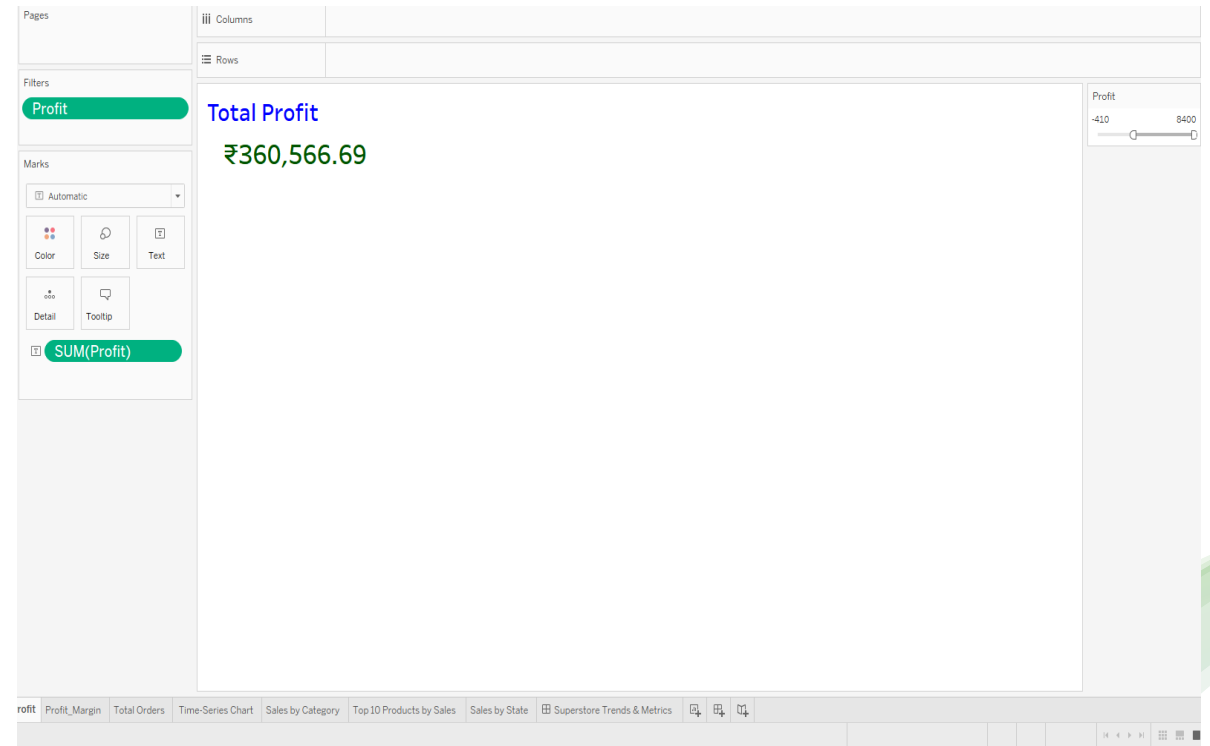 Pages
Columns
Rows
Filters
Profit
Total Profit
₹360,566.69
Profit
-410 8400
Marks
Automatic
Color Size Text
Detail Tooltip
SUM(Profit)
rofit Profit_Margin Total Orders Time-Series Chart Sales by Category Top 10 Products by Sales Sales by State Superstore Trends & Metrics